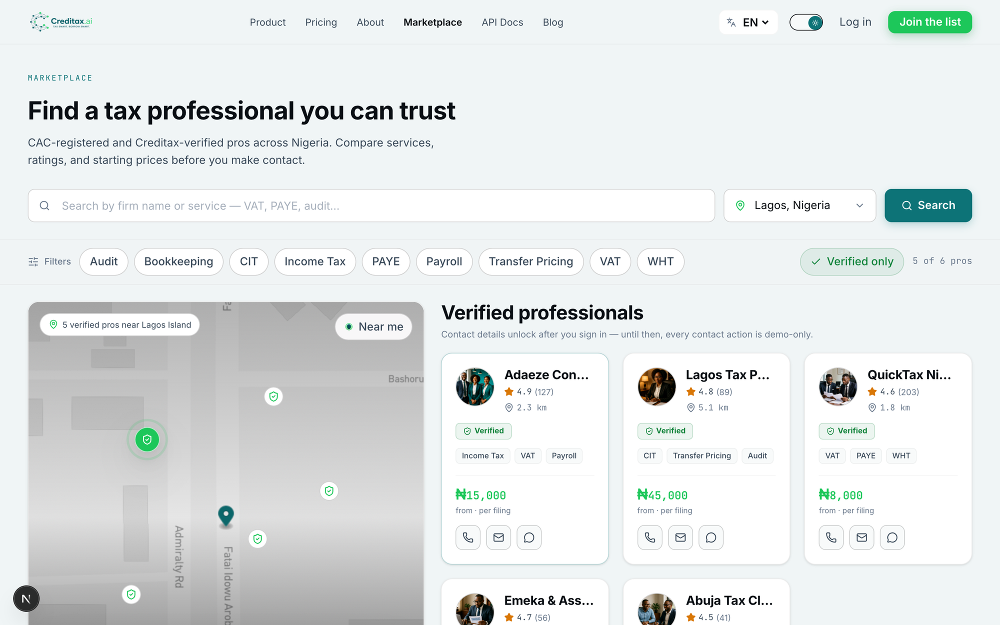 Creditax.ai
TAX SMART. BORROW SMART.
Product
Pricing
About
Marketplace
API Docs
Blog
EN
Log in
Join the list
MARKETPLACE
Find a tax professional you can trust
CAC-registered and Creditax-verified pros across Nigeria. Compare services,
ratings, and starting prices before you make contact.
Search by firm name or service — VAT, PAYE, audit...
Lagos, Nigeria
Search
Filters
Audit
Bookkeeping
CIT
Income Tax
PAYE
Payroll
Transfer Pricing
VAT
WHT
Verified only
5 of 6 pros
5 verified pros near Lagos Island
Near me
Fa
Bashoru
Admiralty Rd
Fatai Idowu Arob
N
Verified professionals
Contact details unlock after you sign in — until then, every contact action is demo-only.
Adaeze Con...
4.9 (127)
2.3 km
Verified
Income Tax
VAT
Payroll
₦15,000
from · per filing
Lagos Tax P...
4.8 (89)
5.1 km
Verified
CIT
Transfer Pricing
Audit
₦45,000
from · per filing
QuickTax Ni...
4.6 (203)
1.8 km
Verified
VAT
PAYE
WHT
₦8,000
from · per filing
Emeka & Ass...
4.7 (56)
Abuja Tax Cl...
4.5 (41)